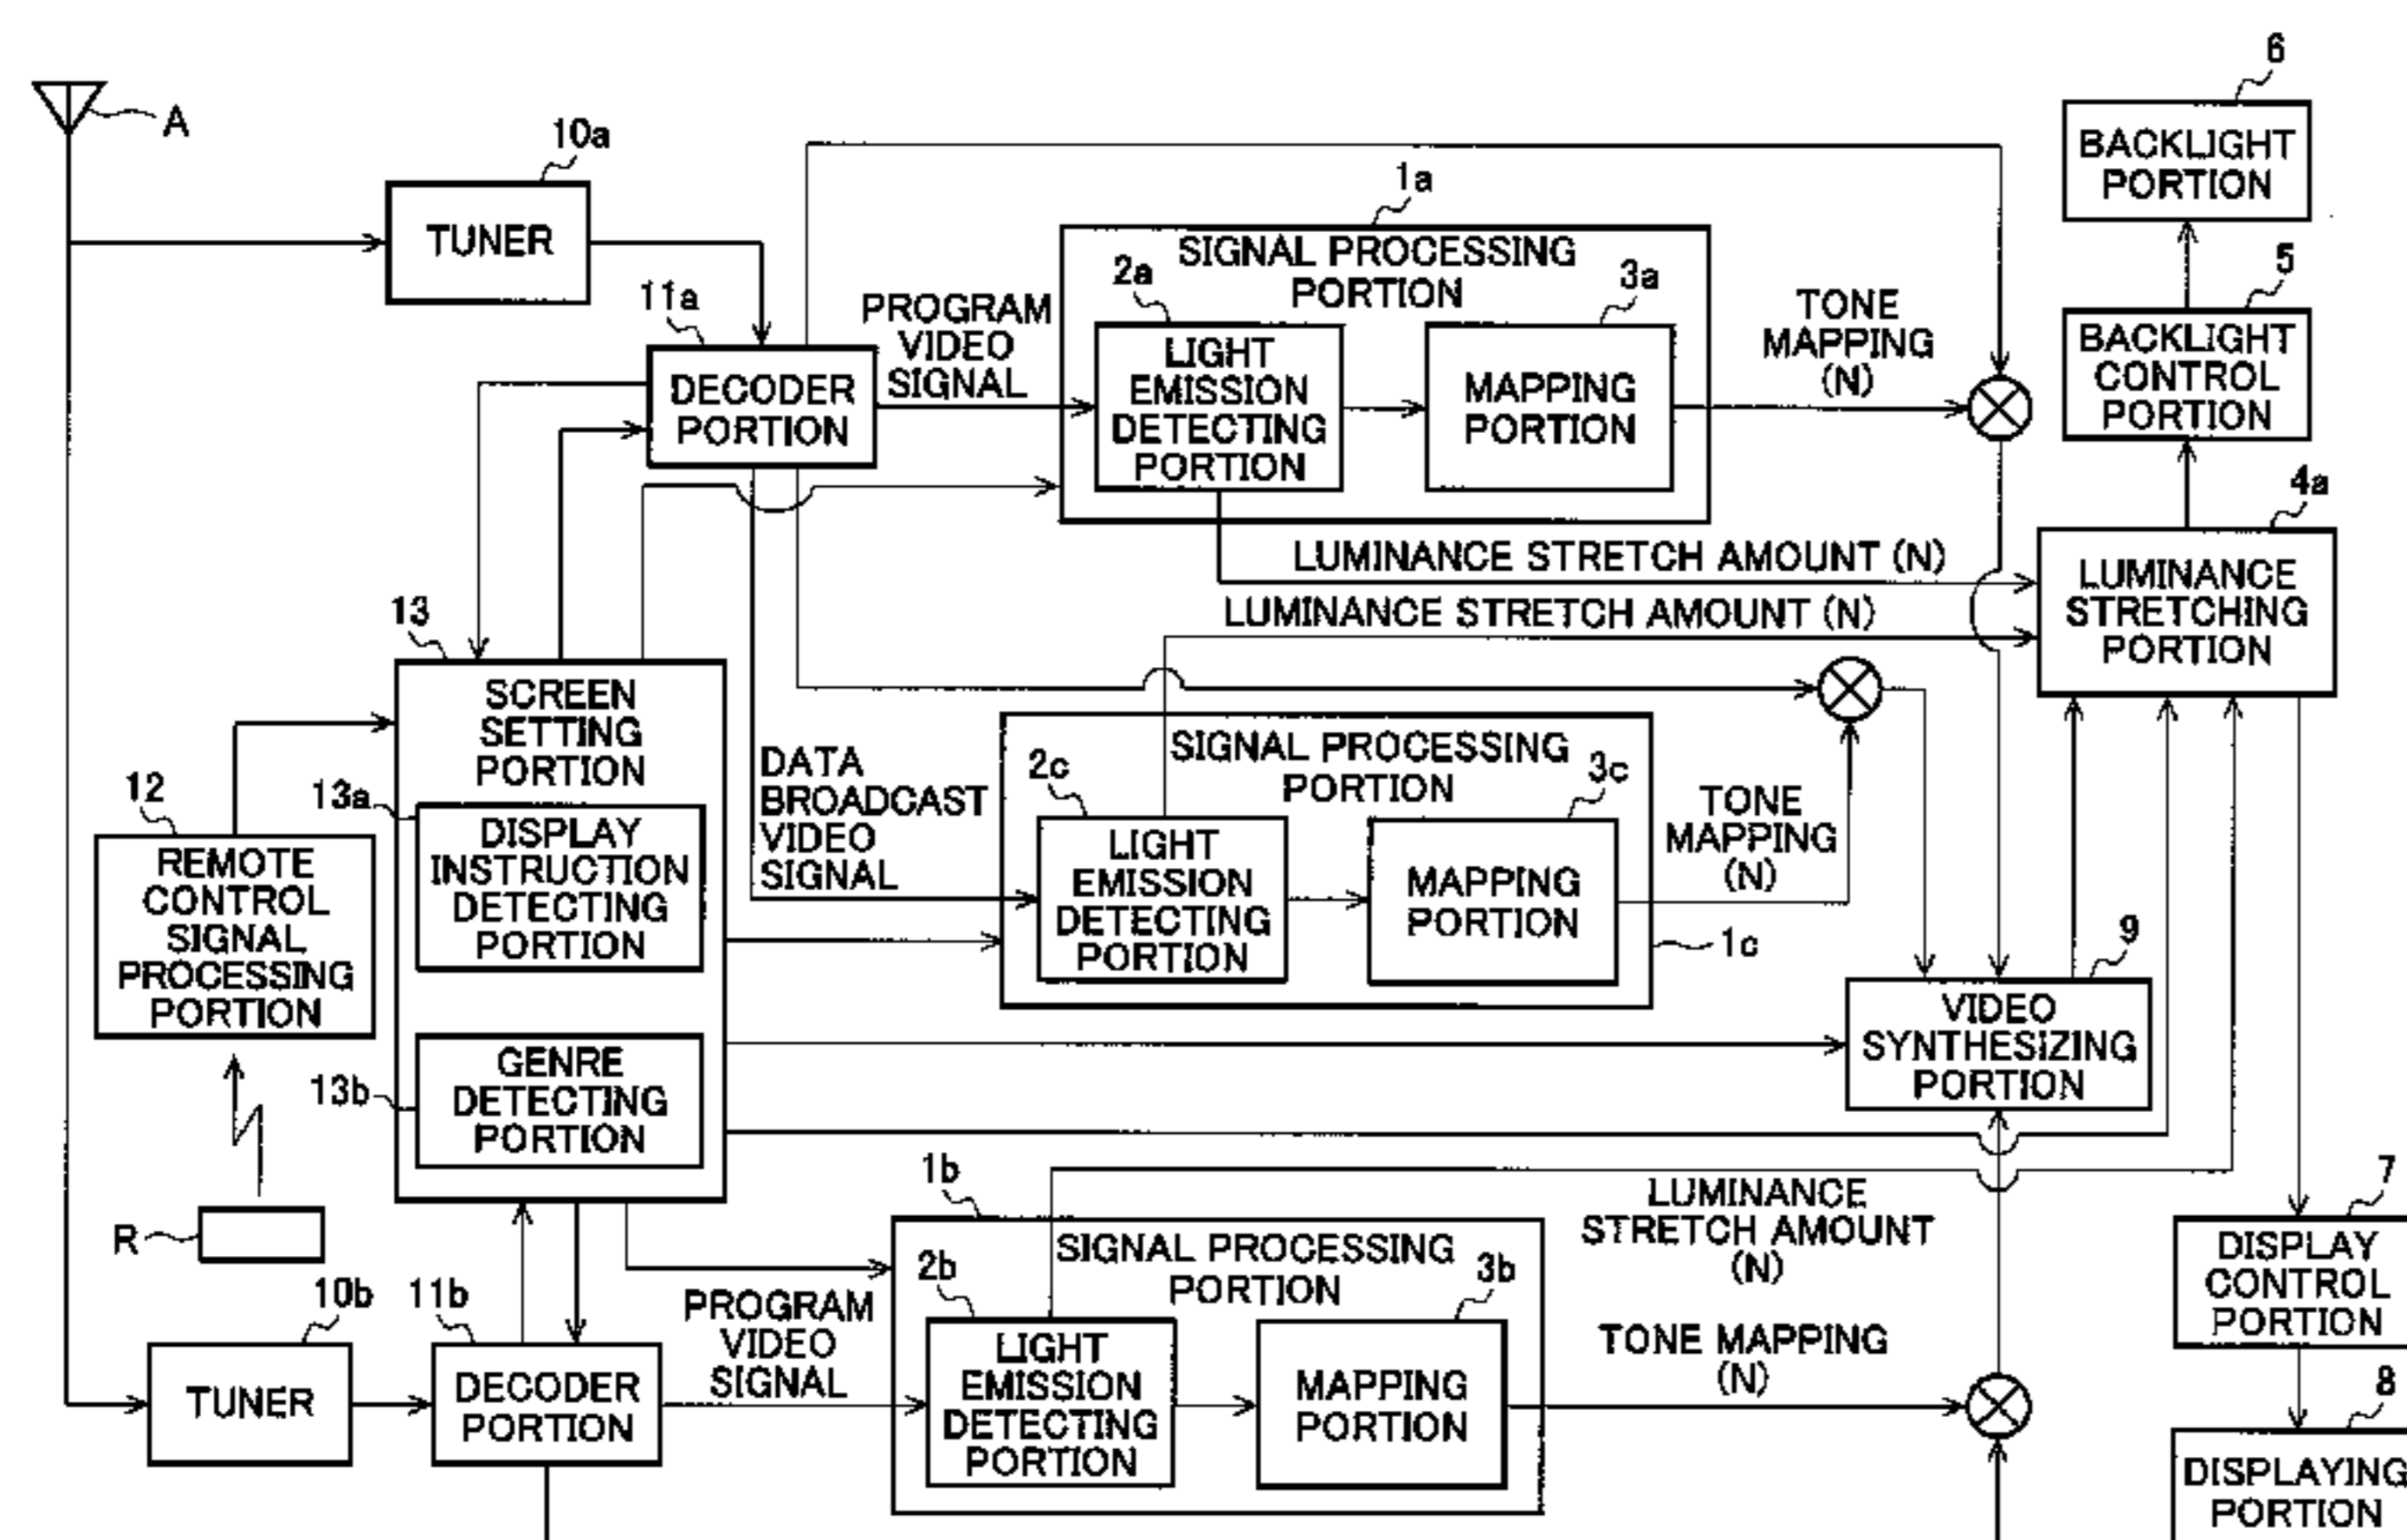 A
10a
TUNER
6
BACKLIGHT
PORTION
1a
SIGNAL PROCESSING
PORTION
2a
3a
LIGHT
EMISSION
DETECTING
PORTION
MAPPING
PORTION
11a
DECODER
PORTION
PROGRAM
VIDEO
SIGNAL
TONE
MAPPING
(N)
5
BACKLIGHT
CONTROL
PORTION
4a
LUMINANCE
STRETCHING
PORTION
LUMINANCE STRETCH AMOUNT (N)
LUMINANCE STRETCH AMOUNT (N)
13
SCREEN
SETTING
PORTION
13a
DISPLAY
INSTRUCTION
DETECTING
PORTION
13b
GENRE
DETECTING
PORTION
12
REMOTE
CONTROL
SIGNAL
PROCESSING
PORTION
R
DATA
BROADCAST
VIDEO
SIGNAL
SIGNAL PROCESSING
PORTION
2c
3c
LIGHT
EMISSION
DETECTING
PORTION
MAPPING
PORTION
1c
TONE
MAPPING
(N)
9
VIDEO
SYNTHESIZING
PORTION
1b
SIGNAL PROCESSING
PORTION
2b
3b
LIGHT
EMISSION
DETECTING
PORTION
MAPPING
PORTION
LUMINANCE
STRETCH AMOUNT
(N)
TONE MAPPING
(N)
10b
TUNER
11b
DECODER
PORTION
PROGRAM
VIDEO
SIGNAL
7
DISPLAY
CONTROL
PORTION
8
DISPLAYING
PORTION